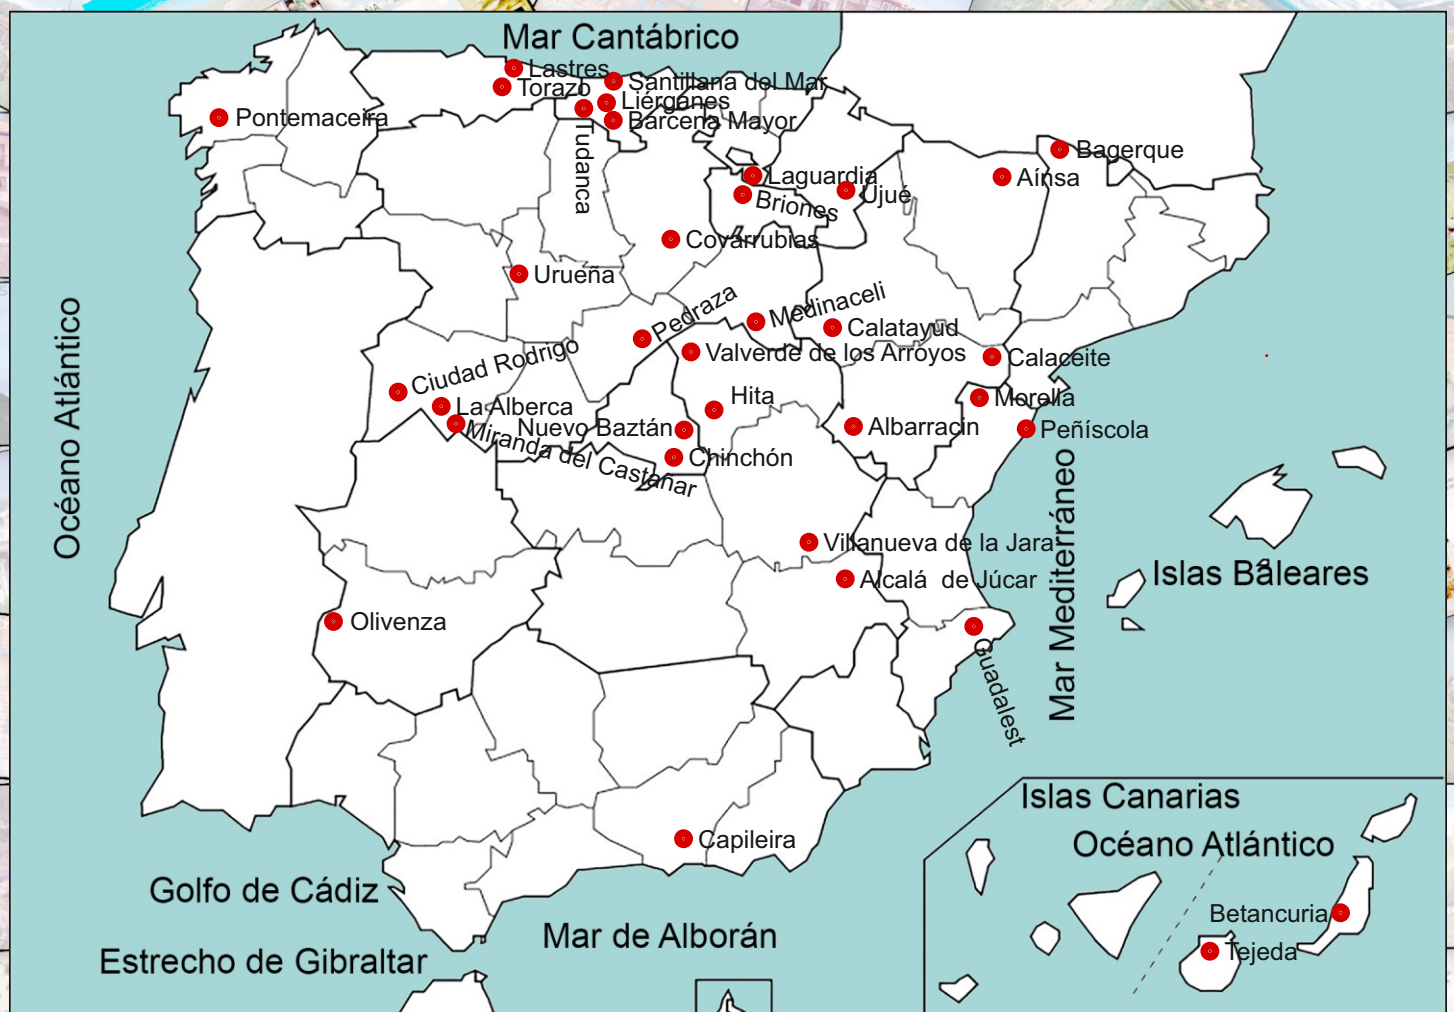 Mar Cantábrico
Lastres
Torazo
Santillana del Mar
Liérganes
Bárcena Mayor
Tudanca
Pontemaceira
Bagerque
Aínsa
Laguardia
Ujué
Briones
Covarrubias
Urueña
Pedraza
Medinaceli
Calatayud
Valverde de los Arroyos
Calaceite
Ciudad Rodrigo
La Alberca
Miranda del Castañar
Hita
Nuevo Baztán
Chinchón
Morella
Albarracin
Peñíscola
Océano Atlántico
Mar Mediterráneo
Villanueva de la Jara
Alcalá de Júcar
Islas Baleares
Olivenza
Guadalest
Capileira
Islas Canarias
Océano Atlántico
Betancuria
Tejeda
Golfo de Cádiz
Mar de Alborán
Estrecho de Gibraltar